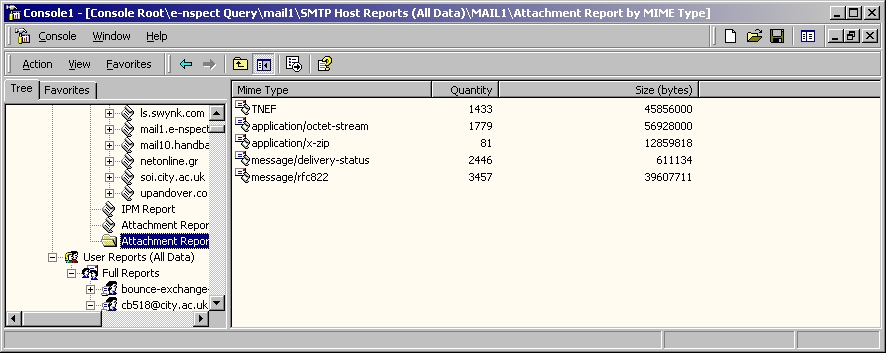 Console1 - [Console Root\e-nspect Query\mail1\SMTP Host Reports (All Data)\MAIL1\Attachment Report by MIME Type]
Console Window Help
Action View Favorites
Tree Favorites
ls.swynk.com
mail1.e-nspect
mail10.handba
netonline.gr
soi.city.ac.uk
upandover.co
IPM Report
Attachment Repor
Attachment Repor
User Reports (All Data)
Full Reports
bounce-exchange-
cb518@city.ac.uk
Mime Type Quantity Size (bytes)
TNEF 1433 45856000
application/octet-stream 1779 56928000
application/x-zip 81 12859818
message/delivery-status 2446 611134
message/rfc822 3457 39607711